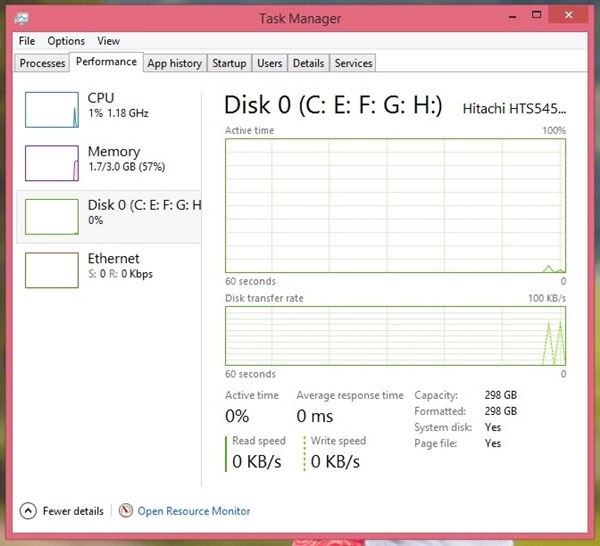 Task Manager
File Options View
Processes Performance App history Startup Users Details Services
CPU
1% 1.18 GHz
Memory
1.7/3.0 GB (57%)
Disk 0 (C: E: F: G: H
0%
Ethernet
S: 0 R: 0 Kbps
Disk 0 (C: E: F: G: H:) Hitachi HTS545...
Active time 100%
60 seconds 0
Disk transfer rate 100 KB/s
60 seconds 0
Active time Average response time
0% 0 ms
Read speed Write speed
0 KB/s 0 KB/s
Capacity: 298 GB
Formatted: 298 GB
System disk: Yes
Page file: Yes
Fewer details Open Resource Monitor